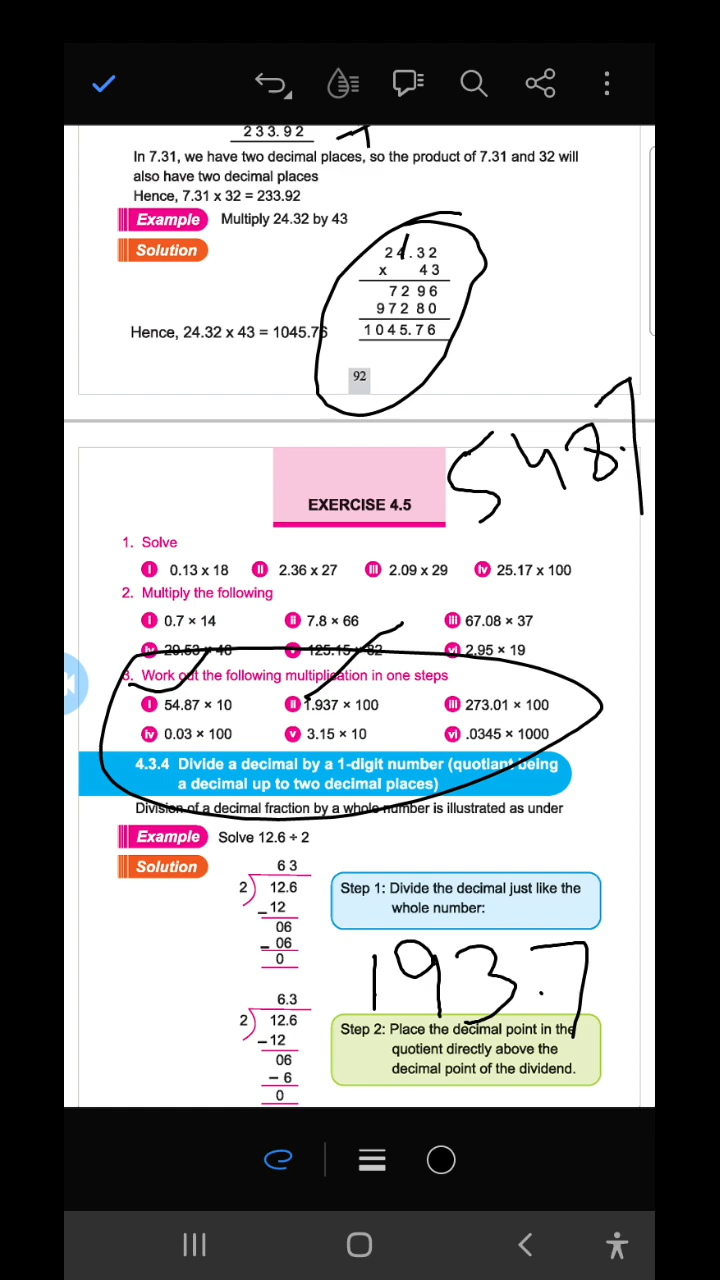 233.92
In 7.31, we have two decimal places, so the product of 7.31 and 32 will
also have two decimal places
Hence, 7.31 x 32 = 233.92
Example Multiply 24.32 by 43
Solution
24.32
x 43
7296
97280
1045.76
Hence, 24.32 x 43 = 1045.76
92
548.7
EXERCISE 4.5
1. Solve
i 0.13 x 18 ii 2.36 x 27 iii 2.09 x 29 iv 25.17 x 100
2. Multiply the following
i 0.7 × 14 ii 7.8 × 66 iii 67.08 × 37
iv 29.53 × 48 v 125.15 × 82 vi 2.95 × 19
3. Work out the following multiplication in one steps
i 54.87 × 10 ii 1.937 × 100 iii 273.01 × 100
iv 0.03 × 100 v 3.15 × 10 vi .0345 × 1000
4.3.4 Divide a decimal by a 1-digit number (quotiant being
a decimal up to two decimal places)
Division of a decimal fraction by a whole number is illustrated as under
Example Solve 12.6 ÷ 2
Solution
63
2 12.6
– 12
06
– 06
0
Step 1: Divide the decimal just like the
whole number:
193.7
6.3
2 12.6
– 12
06
– 6
0
Step 2: Place the decimal point in the
quotient directly above the
decimal point of the dividend.